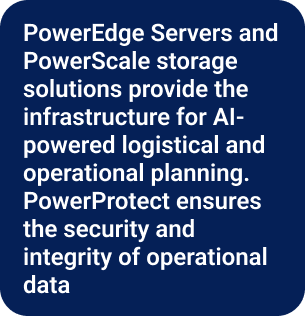 PowerEdge Servers and
PowerScale storage
solutions provide the
infrastructure for AI-
powered logistical and
operational planning.
PowerProtect ensures
the security and
integrity of operational
data